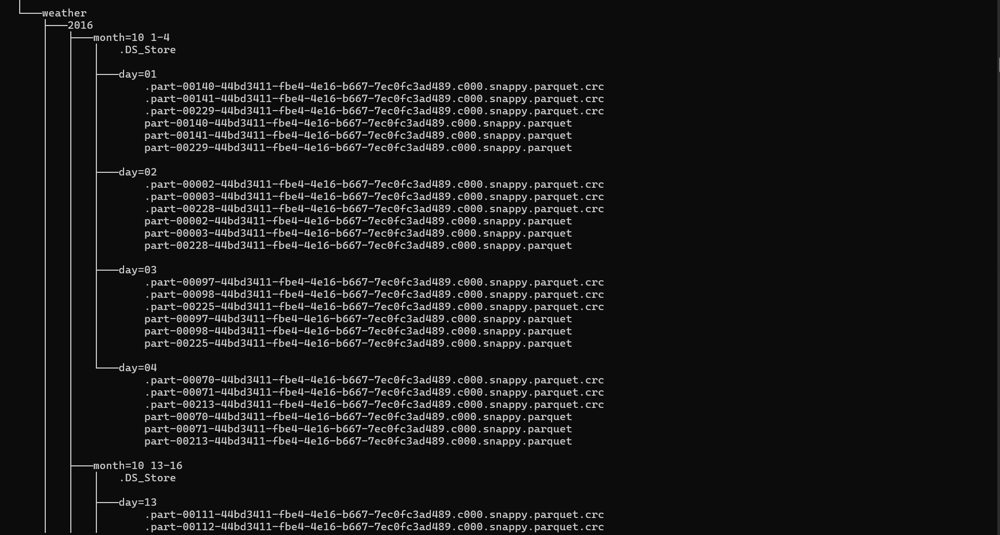 weather
2016
month=10 1-4
.DS_Store
day=01
.part-00140-44bd3411-fbe4-4e16-b667-7ec0fc3ad489.c000.snappy.parquet.crc
.part-00141-44bd3411-fbe4-4e16-b667-7ec0fc3ad489.c000.snappy.parquet.crc
.part-00229-44bd3411-fbe4-4e16-b667-7ec0fc3ad489.c000.snappy.parquet.crc
part-00140-44bd3411-fbe4-4e16-b667-7ec0fc3ad489.c000.snappy.parquet
part-00141-44bd3411-fbe4-4e16-b667-7ec0fc3ad489.c000.snappy.parquet
part-00229-44bd3411-fbe4-4e16-b667-7ec0fc3ad489.c000.snappy.parquet
day=02
.part-00002-44bd3411-fbe4-4e16-b667-7ec0fc3ad489.c000.snappy.parquet.crc
.part-00003-44bd3411-fbe4-4e16-b667-7ec0fc3ad489.c000.snappy.parquet.crc
.part-00228-44bd3411-fbe4-4e16-b667-7ec0fc3ad489.c000.snappy.parquet.crc
part-00002-44bd3411-fbe4-4e16-b667-7ec0fc3ad489.c000.snappy.parquet
part-00003-44bd3411-fbe4-4e16-b667-7ec0fc3ad489.c000.snappy.parquet
part-00228-44bd3411-fbe4-4e16-b667-7ec0fc3ad489.c000.snappy.parquet
day=03
.part-00097-44bd3411-fbe4-4e16-b667-7ec0fc3ad489.c000.snappy.parquet.crc
.part-00098-44bd3411-fbe4-4e16-b667-7ec0fc3ad489.c000.snappy.parquet.crc
.part-00225-44bd3411-fbe4-4e16-b667-7ec0fc3ad489.c000.snappy.parquet.crc
part-00097-44bd3411-fbe4-4e16-b667-7ec0fc3ad489.c000.snappy.parquet
part-00098-44bd3411-fbe4-4e16-b667-7ec0fc3ad489.c000.snappy.parquet
part-00225-44bd3411-fbe4-4e16-b667-7ec0fc3ad489.c000.snappy.parquet
day=04
.part-00070-44bd3411-fbe4-4e16-b667-7ec0fc3ad489.c000.snappy.parquet.crc
.part-00071-44bd3411-fbe4-4e16-b667-7ec0fc3ad489.c000.snappy.parquet.crc
.part-00213-44bd3411-fbe4-4e16-b667-7ec0fc3ad489.c000.snappy.parquet.crc
part-00070-44bd3411-fbe4-4e16-b667-7ec0fc3ad489.c000.snappy.parquet
part-00071-44bd3411-fbe4-4e16-b667-7ec0fc3ad489.c000.snappy.parquet
part-00213-44bd3411-fbe4-4e16-b667-7ec0fc3ad489.c000.snappy.parquet
month=10 13-16
.DS_Store
day=13
.part-00111-44bd3411-fbe4-4e16-b667-7ec0fc3ad489.c000.snappy.parquet.crc
.part-00112-44bd3411-fbe4-4e16-b667-7ec0fc3ad489.c000.snappy.parquet.crc